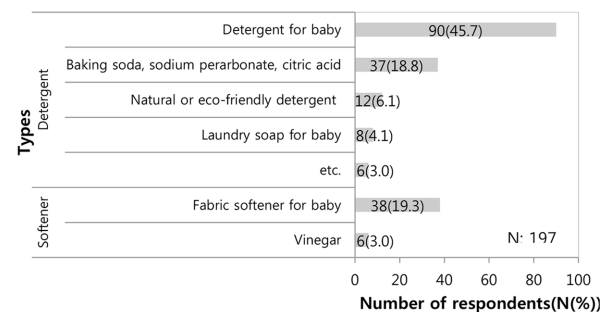 Types
Detergent
Detergent for baby 90(45.7)
Baking soda, sodium perarbonate, citric acid 37(18.8)
Natural or eco-friendly detergent 12(6.1)
Laundry soap for baby 8(4.1)
etc. 6(3.0)
Softener
Fabric softener for baby 38(19.3)
Vinegar 6(3.0)
N: 197
0 20 40 60 80 100
Number of respondents(N(%))